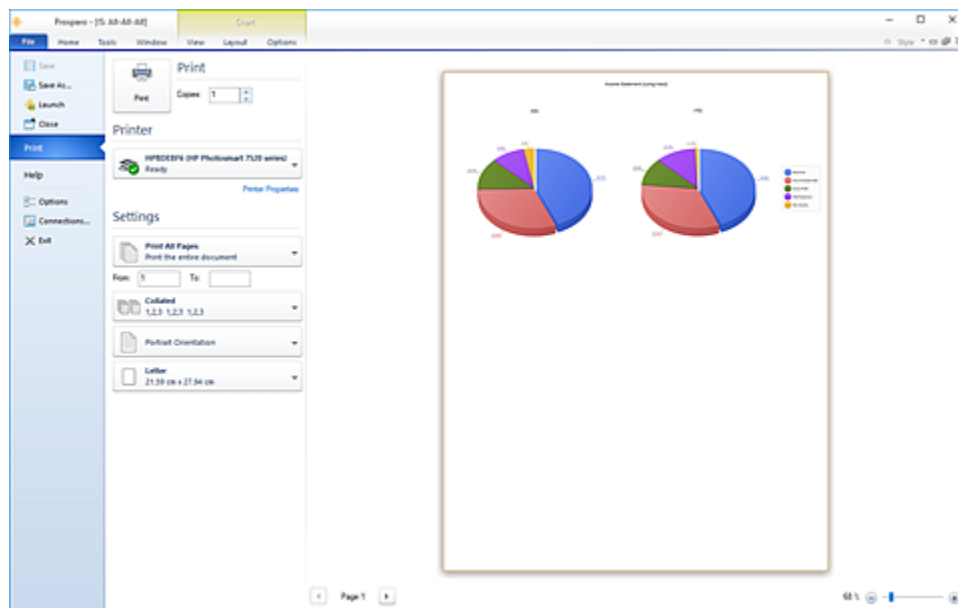 Prospero - [IS: All-All-All]
Chart
File Home Tools Window View Layout Options
Style
Save
Save As...
Launch
Close
Print
Help
Options
Connections...
Exit
Print
Print
Copies: 1
Printer
(HP Photosmart 7520 series)
Ready
Printer Properties
Settings
Print All Pages
Print the entire document
From: 1 To:
Collated
1,2,3 1,2,3 1,2,3
Portrait Orientation
Letter
21.59 cm x 27.94 cm
Income Statement
Page 1
68 %